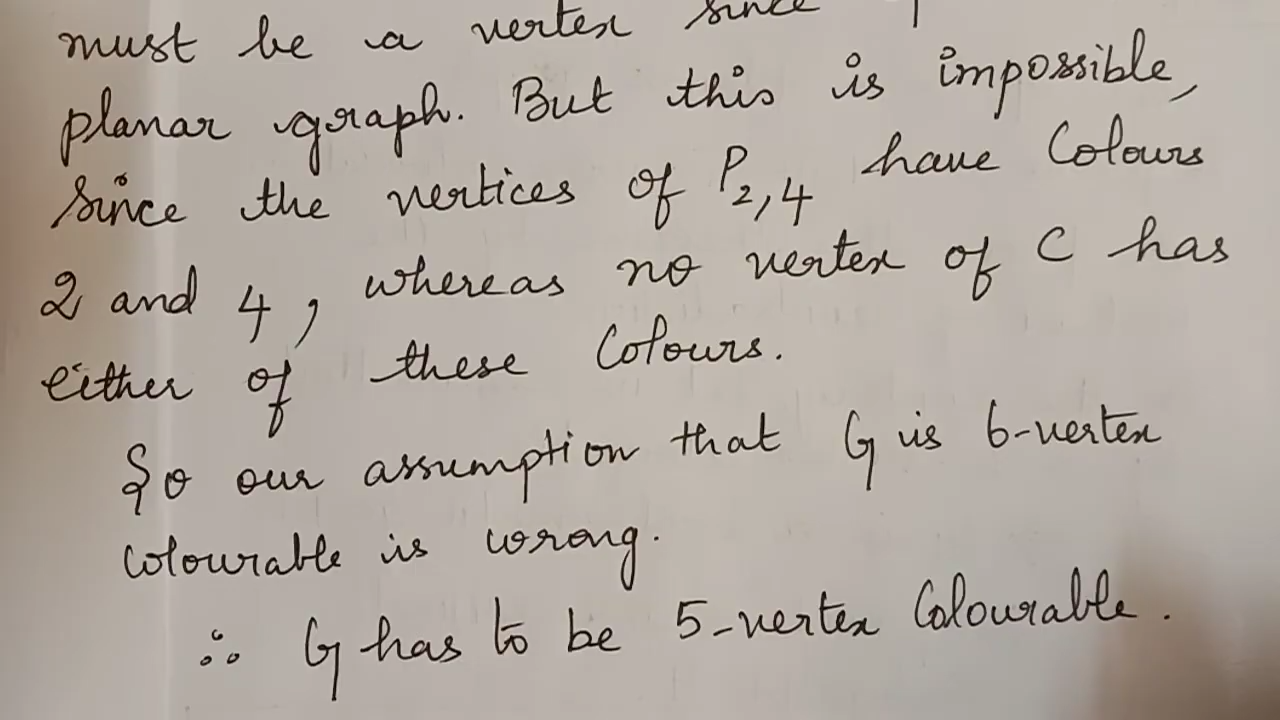 must be a vertex since
planar graph. But this is impossible,
since the vertices of P2,4 have Colours
2 and 4, whereas no vertex of C has
either of these Colours.
So our assumption that G is 6-vertex
colourable is wrong.
∴ G has to be 5-vertex Colourable.